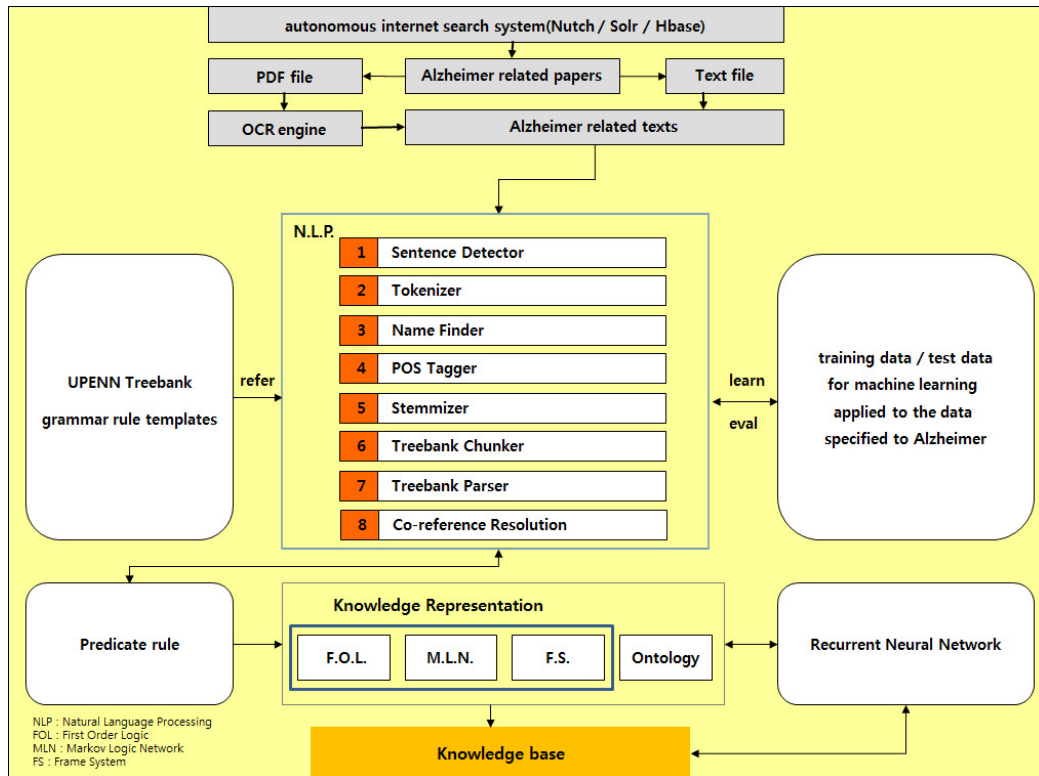 autonomous internet search system(Nutch / Solr / Hbase)
PDF file
Alzheimer related papers
Text file
OCR engine
Alzheimer related texts
N.L.P.
1 Sentence Detector
2 Tokenizer
3 Name Finder
4 POS Tagger
5 Stemmizer
6 Treebank Chunker
7 Treebank Parser
8 Co-reference Resolution
UPENN Treebank
grammar rule templates
refer
learn
eval
training data / test data
for machine learning
applied to the data
specified to Alzheimer
Predicate rule
Knowledge Representation
F.O.L.
M.L.N.
F.S.
Ontology
Recurrent Neural Network
NLP : Natural Language Processing
FOL : First Order Logic
MLN : Markov Logic Network
FS : Frame System
Knowledge base